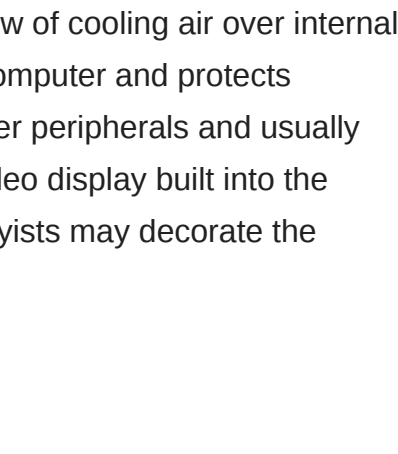 w of cooling air over internal
omputer and protects
er peripherals and usually
leo display built into the
yists may decorate the